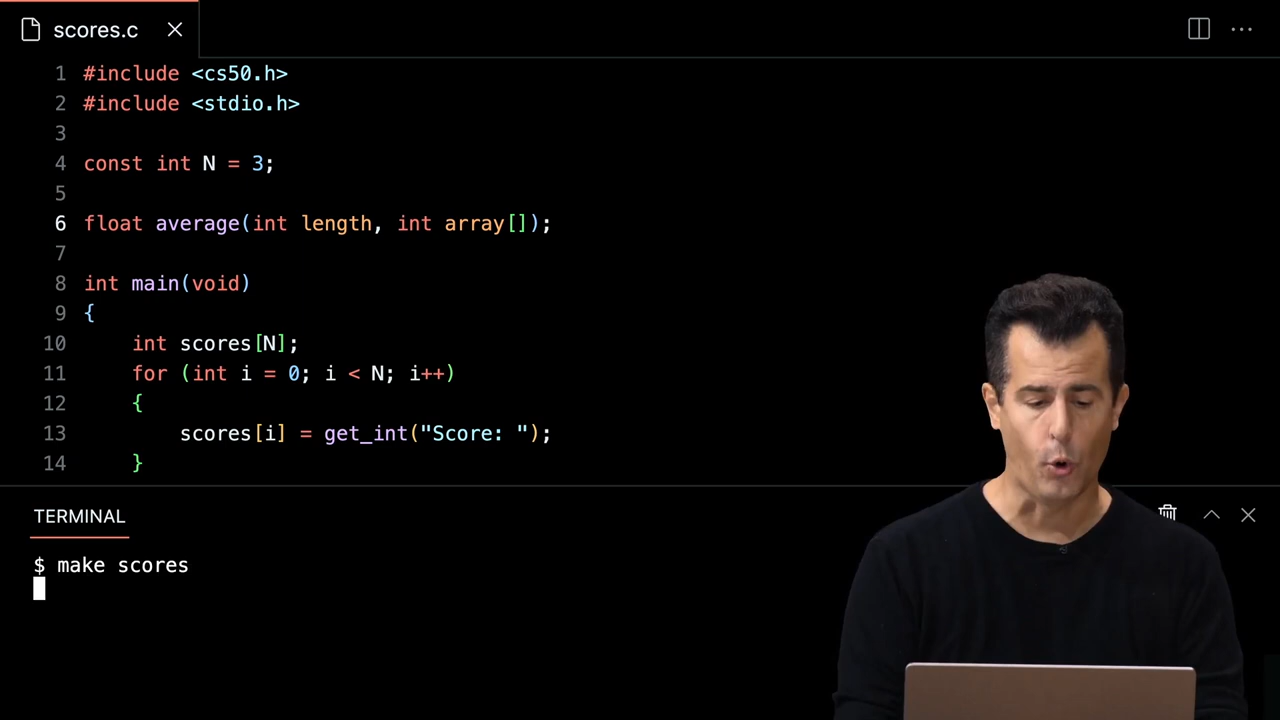 scores.c
1 #include <cs50.h>
2 #include <stdio.h>
3
4 const int N = 3;
5
6 float average(int length, int array[]);
7
8 int main(void)
9 {
10     int scores[N];
11     for (int i = 0; i < N; i++)
12     {
13         scores[i] = get_int("Score: ");
14     }
TERMINAL
$ make scores